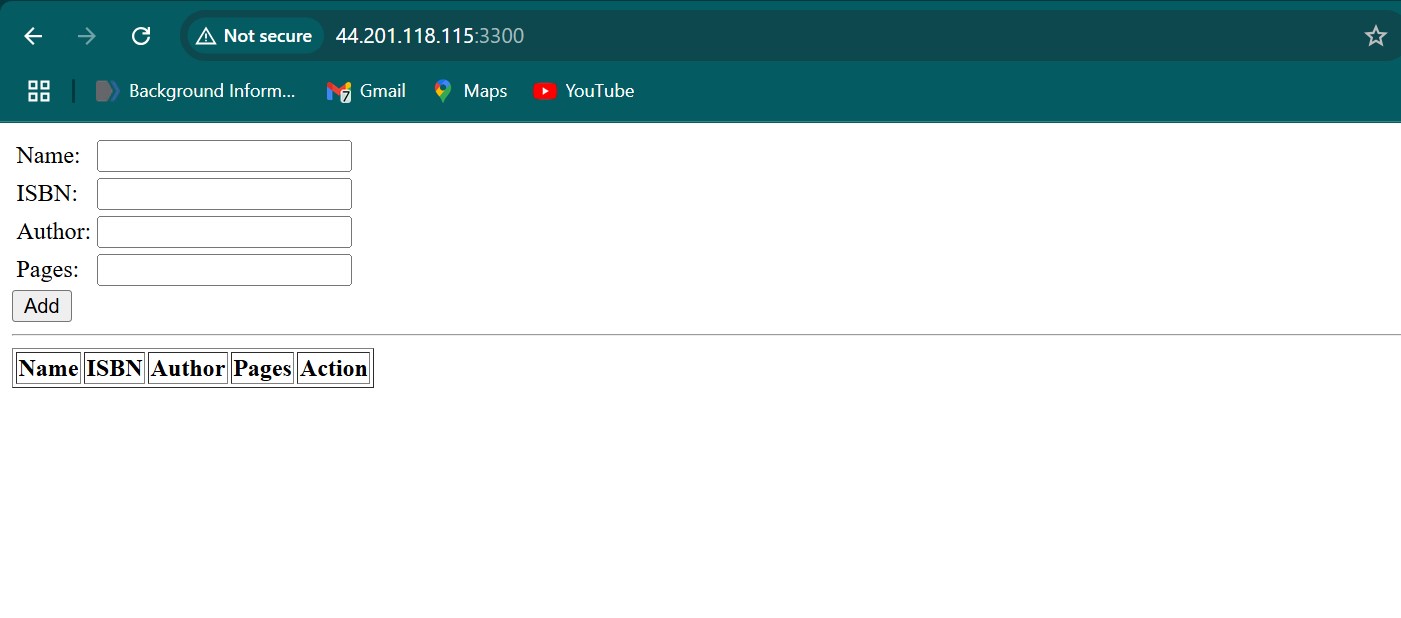 Not secure 44.201.118.115:3300
Background Inform... 7 Gmail Maps YouTube
Name:
ISBN:
Author:
Pages:
Add
Name ISBN Author Pages Action